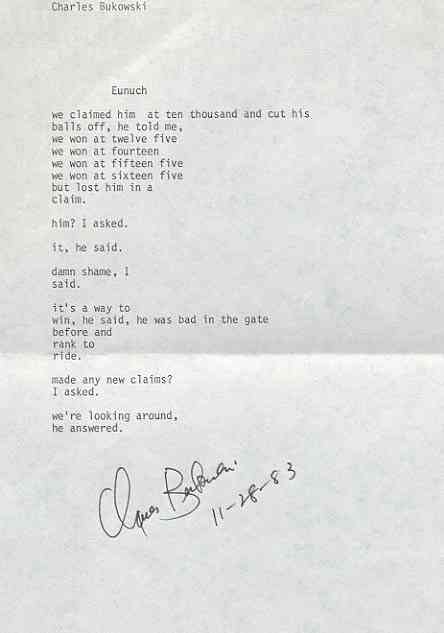 Charles Bukowski
Eunuch
we claimed him  at ten thousand and cut his
balls off, he told me,
we won at twelve five
we won at fourteen
we won at fifteen five
we won at sixteen five
but lost him in a
claim.
him? I asked.
it, he said.
damn shame, I
said.
it's a way to
win, he said, he was bad in the gate
before and
rank to
ride.
made any new claims?
I asked.
we're looking around,
he answered.
Charles Bukowski
11-28-83